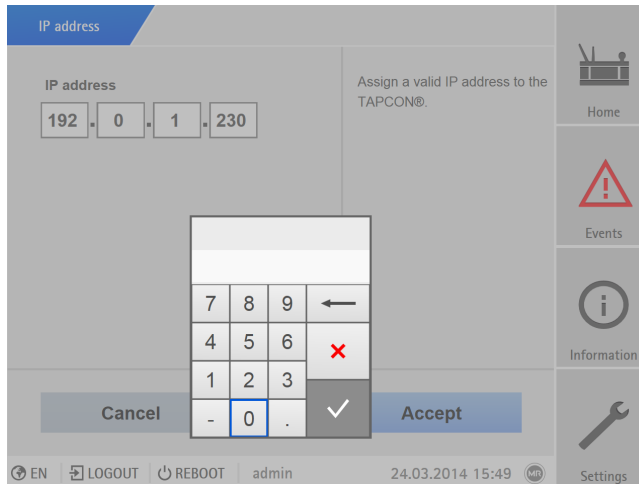 IP address
IP address
192 . 0 . 1 . 230
Assign a valid IP address to the
TAPCON®.
7 8 9
4 5 6
1 2 3
- 0 .
Cancel
Accept
EN LOGOUT REBOOT admin 24.03.2014 15:49 MR
Home
Events
Information
Settings